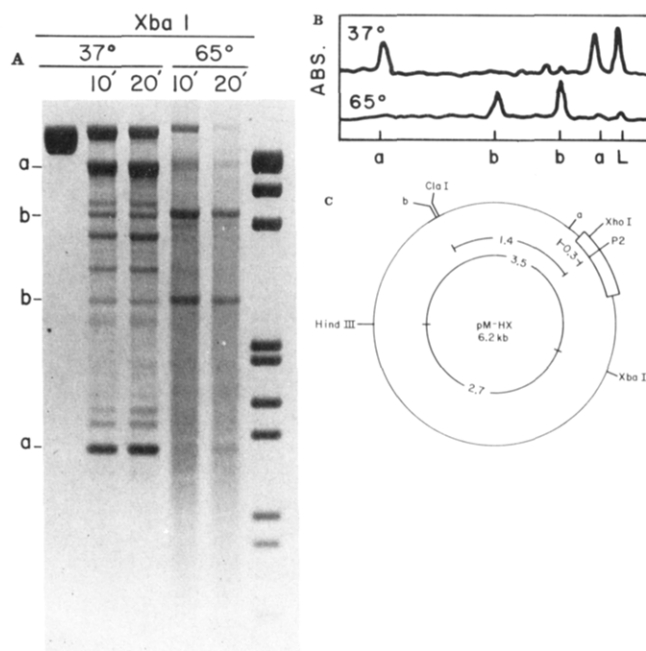 Xba I
A
37° 65°
10′ 20′ 10′ 20′
a
b
b
a
B
ABS.
37°
65°
a b b a L
C
Cla I
b
a
Xho I
P2
1.4
0.3
3.5
Hind III
pM-HX
6.2 kb
Xba I
2.7